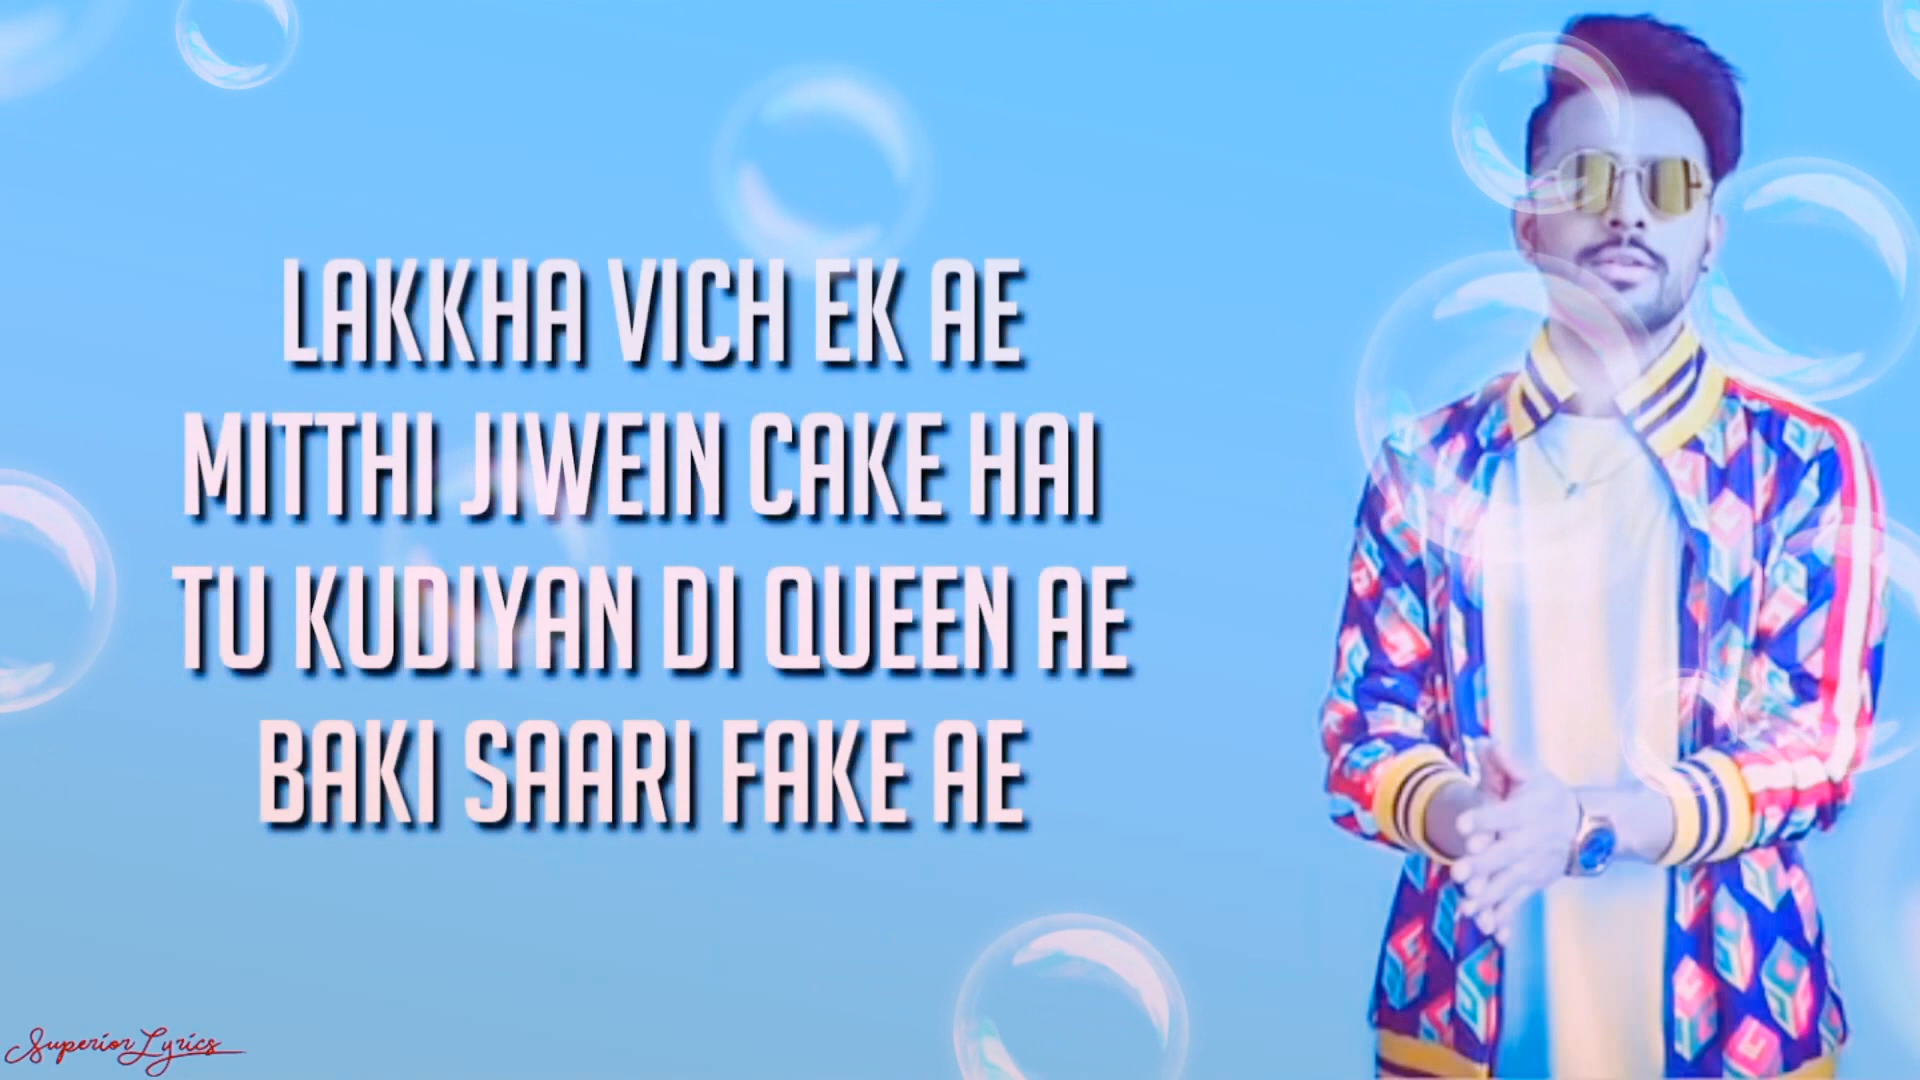 LAKKHA VICH EK AE
MITTHI JIWEIN CAKE HAI
TU KUDIYAN DI QUEEN AE
BAKI SAARI FAKE AE
Superior Lyrics